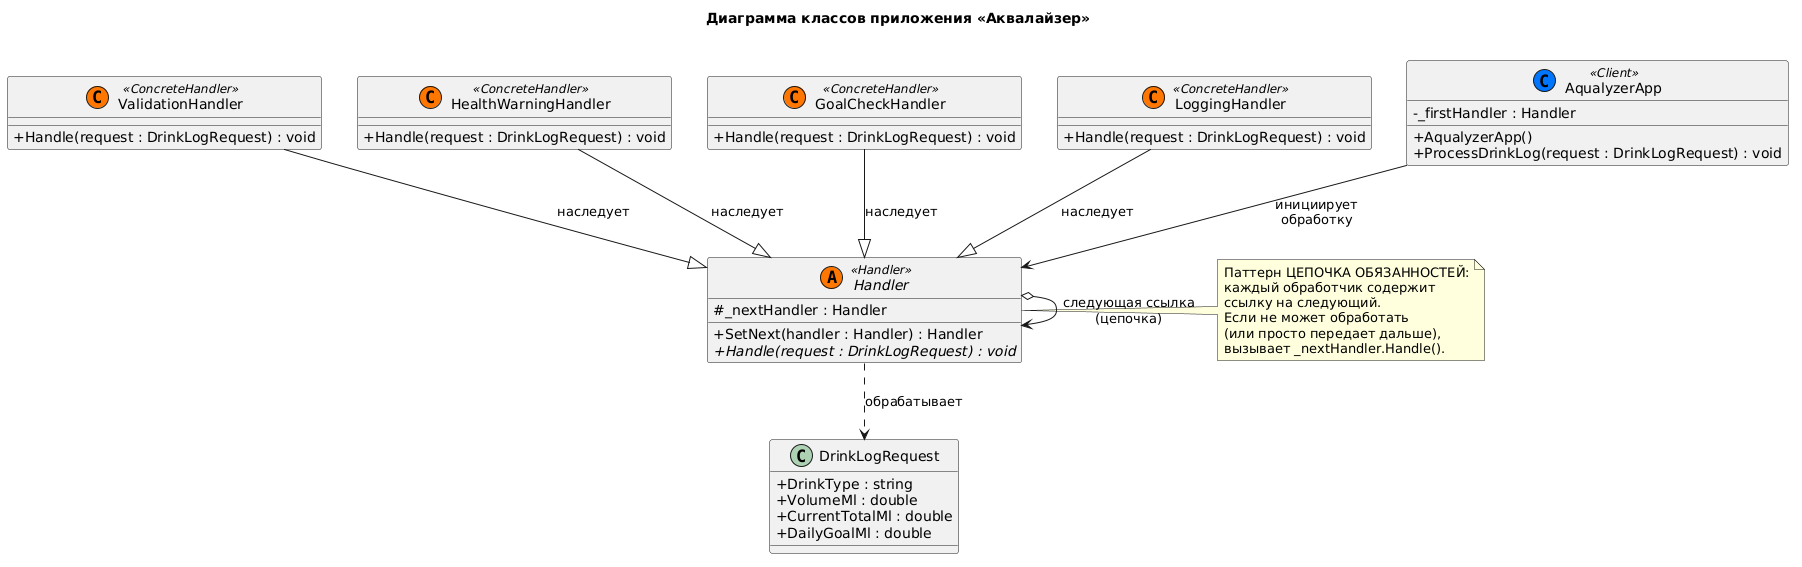 Диаграмма классов приложения «Аквалайзер»
C
«ConcreteHandler»
ValidationHandler
+Handle(request : DrinkLogRequest) : void
C
«ConcreteHandler»
HealthWarningHandler
+Handle(request : DrinkLogRequest) : void
C
«ConcreteHandler»
GoalCheckHandler
+Handle(request : DrinkLogRequest) : void
C
«ConcreteHandler»
LoggingHandler
+Handle(request : DrinkLogRequest) : void
C
«Client»
AqualyzerApp
-_firstHandler : Handler
+AqualyzerApp()
+ProcessDrinkLog(request : DrinkLogRequest) : void
наследует
наследует
наследует
наследует
инициирует
обработку
A
«Handler»
Handler
#_nextHandler : Handler
+SetNext(handler : Handler) : Handler
+Handle(request : DrinkLogRequest) : void
следующая ссылка
(цепочка)
Паттерн ЦЕПОЧКА ОБЯЗАННОСТЕЙ:
каждый обработчик содержит
ссылку на следующий.
Если не может обработать
(или просто передает дальше),
вызывает _nextHandler.Handle().
обрабатывает
C
DrinkLogRequest
+DrinkType : string
+VolumeMl : double
+CurrentTotalMl : double
+DailyGoalMl : double